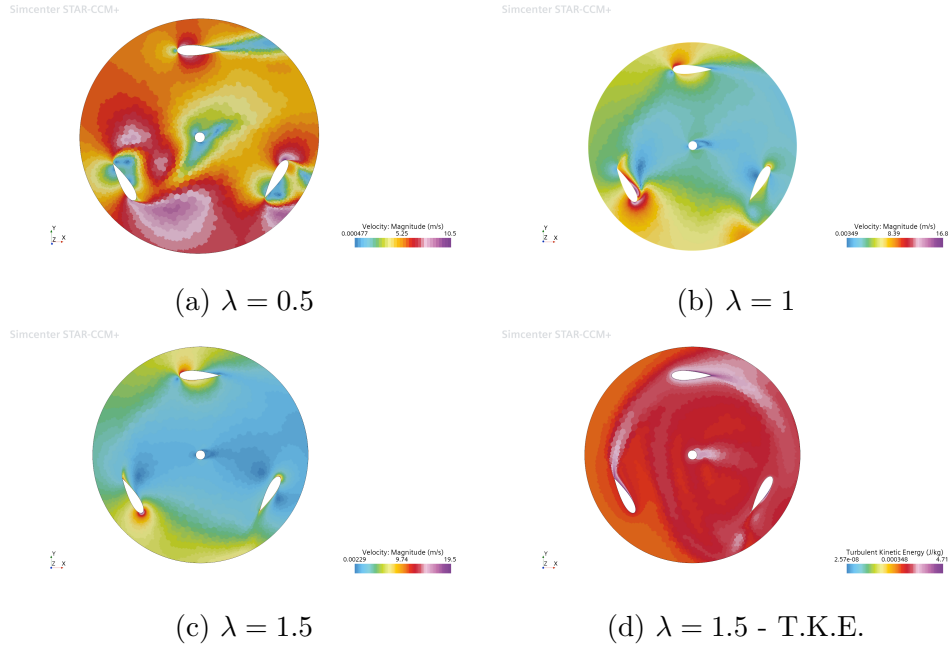 Simcenter STAR-CCM+
Y
Z X
Velocity: Magnitude (m/s)
0.000477 5.25 10.5
(a) λ = 0.5
Simcenter STAR-CCM+
Y
Z X
Velocity: Magnitude (m/s)
0.00349 8.39 16.8
(b) λ = 1
Simcenter STAR-CCM+
Y
Z X
Velocity: Magnitude (m/s)
0.00229 9.74 19.5
(c) λ = 1.5
Simcenter STAR-CCM+
Y
Z X
Turbulent Kinetic Energy (J/kg)
2.57e-08 0.000348 4.71
(d) λ = 1.5 - T.K.E.